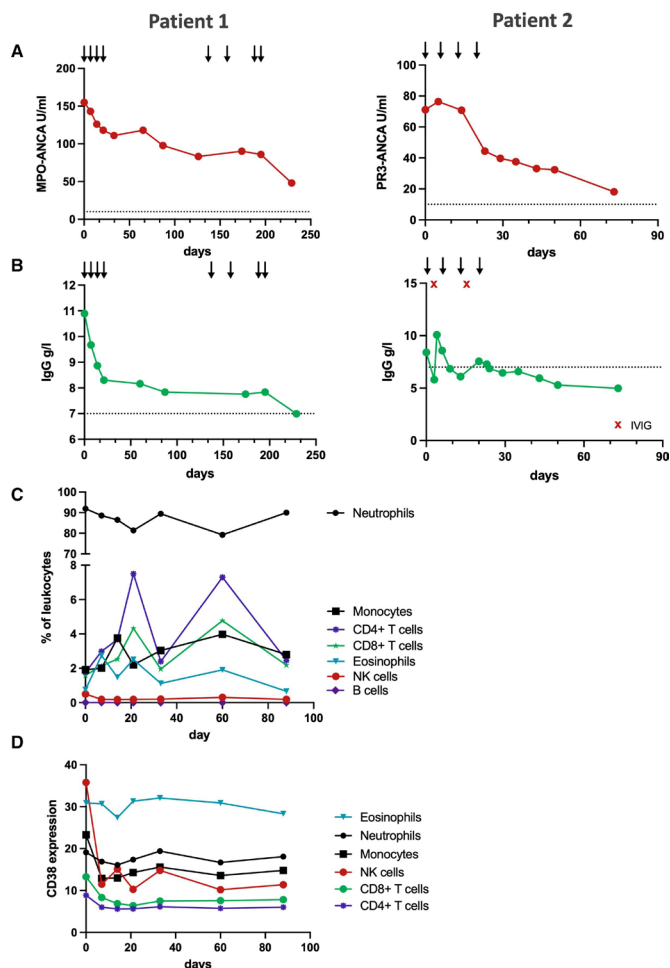 Patient 1
Patient 2
A
MPO-ANCA U/ml
200
150
100
50
0
0 50 100 150 200 250
days
PR3-ANCA U/ml
100
80
60
40
20
0
0 30 60 90
days
B
IgG g/l
12
11
10
9
8
7
6
0 50 100 150 200 250
days
IgG g/l
15
10
5
0
x IVIG
0 30 60 90
days
C
% of leukocytes
100
90
80
90
8
6
4
2
0
0 20 40 60 80 100
day
Neutrophils
Monocytes
CD4+ T cells
CD8+ T cells
Eosinophils
NK cells
B cells
D
CD38 expression
40
30
20
10
0
0 20 40 60 80 100
days
Eosinophils
Neutrophils
Monocytes
NK cells
CD8+ T cells
CD4+ T cells